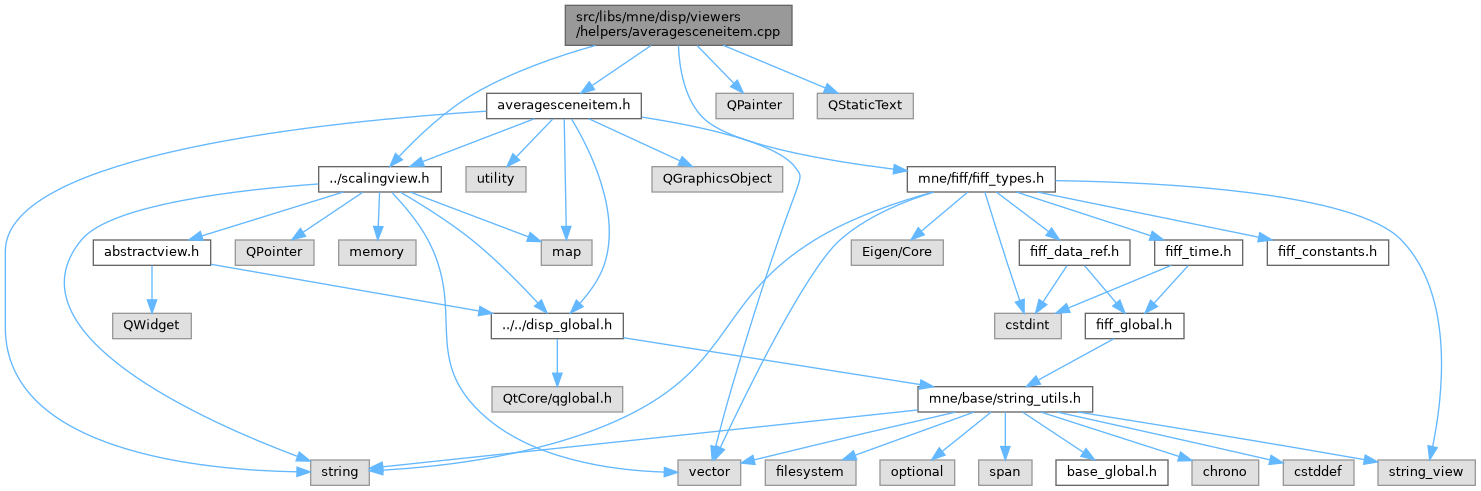 src/libs/mne/disp/viewers
/helpers/averagesceneitem.cpp
averagesceneitem.h
QPainter
QStaticText
../scalingview.h
utility
QGraphicsObject
mne/fiff/fiff_types.h
abstractview.h
QPointer
memory
map
Eigen/Core
fiff_data_ref.h
fiff_time.h
fiff_constants.h
QWidget
../../disp_global.h
cstdint
fiff_global.h
QtCore/qglobal.h
mne/base/string_utils.h
string
vector
filesystem
optional
span
base_global.h
chrono
cstddef
string_view